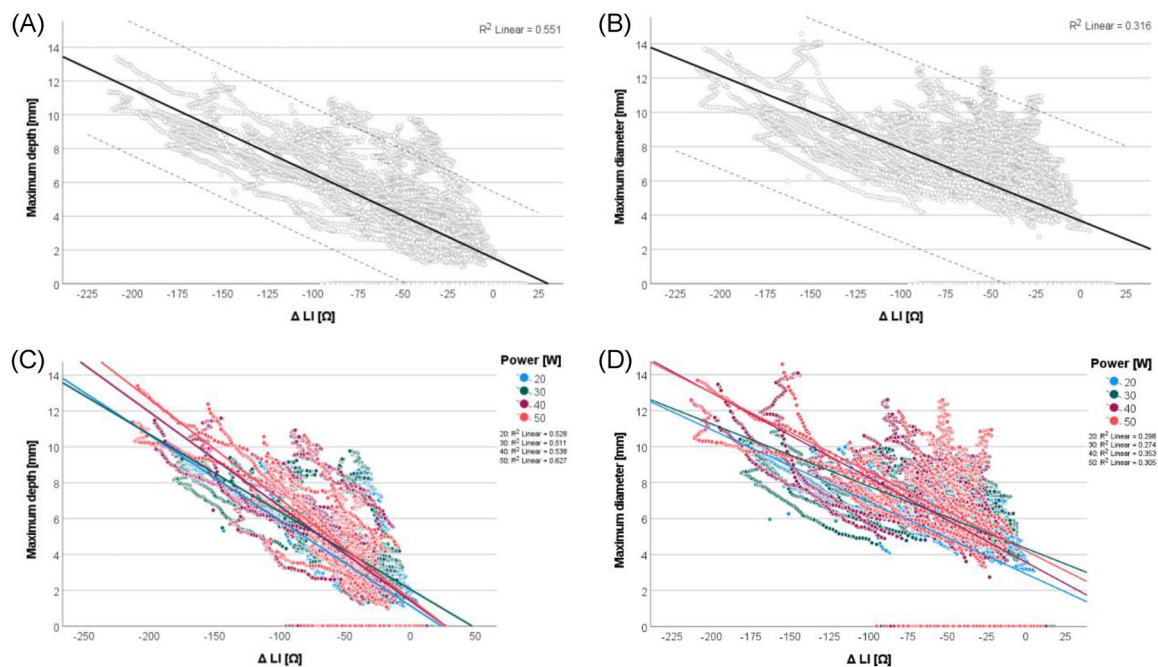 (A)
R² Linear = 0.551
Maximum depth [mm]
14
12
10
8
6
4
2
0
-225 -200 -175 -150 -125 -100 -75 -50 -25 0 25
Δ LI [Ω]
(B)
R² Linear = 0.316
Maximum diameter [mm]
14
12
10
8
6
4
2
0
-225 -200 -175 -150 -125 -100 -75 -50 -25 0 25
Δ LI [Ω]
(C)
Maximum depth [mm]
14
12
10
8
6
4
2
0
-250 -200 -150 -100 -50 0 50
Δ LI [Ω]
Power [W]
20
30
40
50
20: R² Linear = 0.528
30: R² Linear = 0.511
40: R² Linear = 0.538
50: R² Linear = 0.627
(D)
Maximum diameter [mm]
14
12
10
8
6
4
2
0
-225 -200 -175 -150 -125 -100 -75 -50 -25 0 25
Δ LI [Ω]
Power [W]
20
30
40
50
20: R² Linear = 0.298
30: R² Linear = 0.274
40: R² Linear = 0.353
50: R² Linear = 0.305